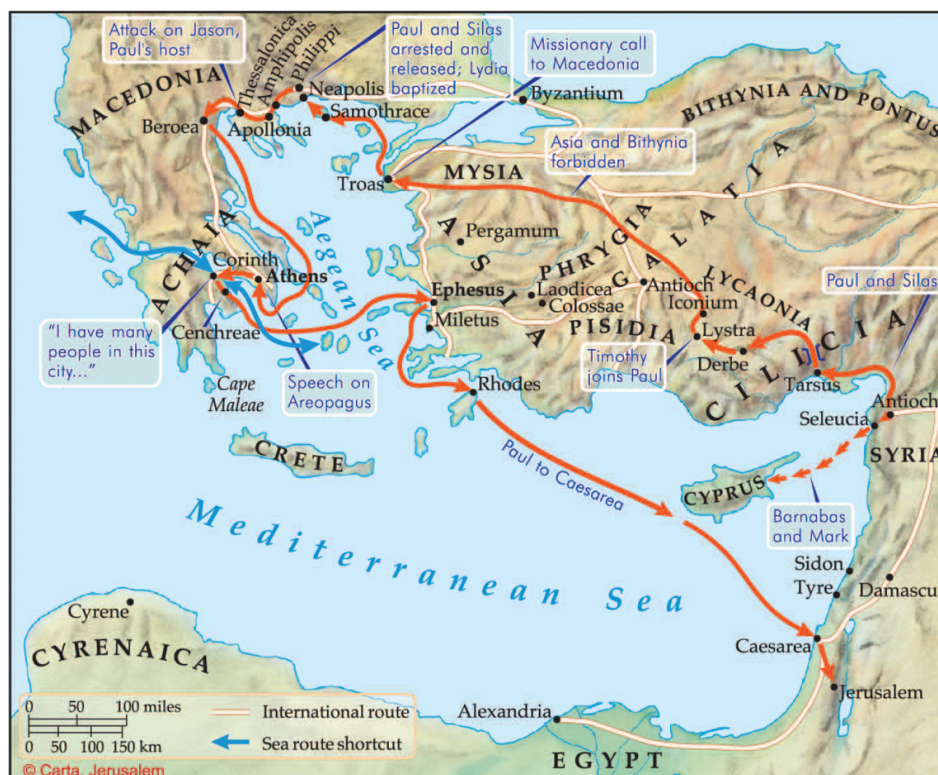 Attack on Jason,
Paul's host
Thessalonica
Amphipolis
Philippi
Paul and Silas
arrested and
released; Lydia
baptized
Missionary call
to Macedonia
MACEDONIA
Neapolis
Samothrace
Byzantium
BITHYNIA AND PONTUS
Beroea
Apollonia
Asia and Bithynia
forbidden
Troas
MYSIA
GALATIA
Aegean Sea
ASIA
Pergamum
PHRYGIA
ACHAIA
Corinth
Athens
Ephesus
Laodicea
Colossae
Antioch
Iconium
LYCAONIA
Paul and Silas
Miletus
PISIDIA
Lystra
CILICIA
"I have many
people in this
city..."
Cenchreae
Timothy
joins Paul
Derbe
Tarsus
Cape
Maleae
Speech on
Areopagus
Rhodes
Antioch
Seleucia
SYRIA
CRETE
Paul to Caesarea
CYPRUS
Barnabas
and Mark
Mediterranean Sea
Sidon
Tyre
Damascu
Cyrene
CYRENAICA
Caesarea
Jerusalem
Alexandria
EGYPT
0 50 100 miles
0 50 100 150 km
International route
Sea route shortcut
© Carta, Jerusalem